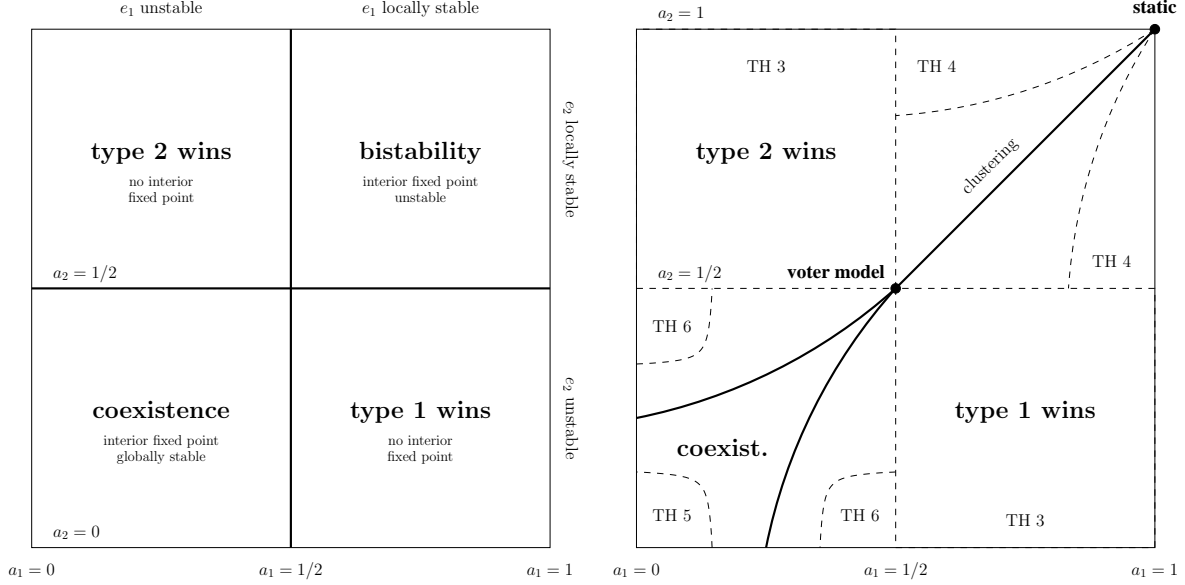 e₁ unstable
e₁ locally stable
type 2 wins
no interior
fixed point
bistability
interior fixed point
unstable
e₂ locally stable
a₂ = 1/2
coexistence
interior fixed point
globally stable
type 1 wins
no interior
fixed point
e₂ unstable
a₂ = 0
a₁ = 0
a₁ = 1/2
a₁ = 1
static
a₂ = 1
TH 3
TH 4
type 2 wins
clustering
a₂ = 1/2
voter model
TH 4
TH 6
type 1 wins
coexist.
TH 5
TH 6
TH 3
a₁ = 0
a₁ = 1/2
a₁ = 1